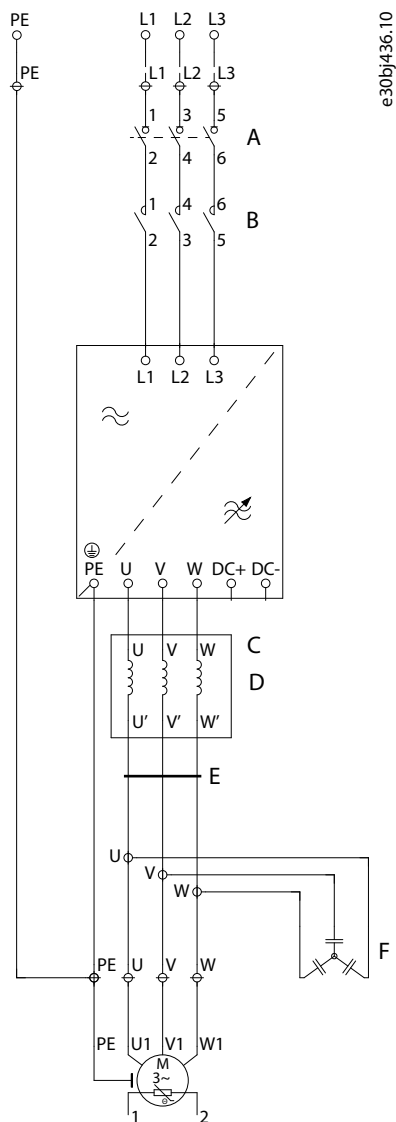 PE L1 L2 L3
e30bj436.10
PE L1 L2 L3
1 3 5
A
2 4 6
1 4 6
B
2 3 5
L1 L2 L3
PE U V W DC+ DC-
U V W C
D
U' V' W'
E
U
V
W
F
PE U V W
PE U1 V1 W1
M
3~
θ
1 2